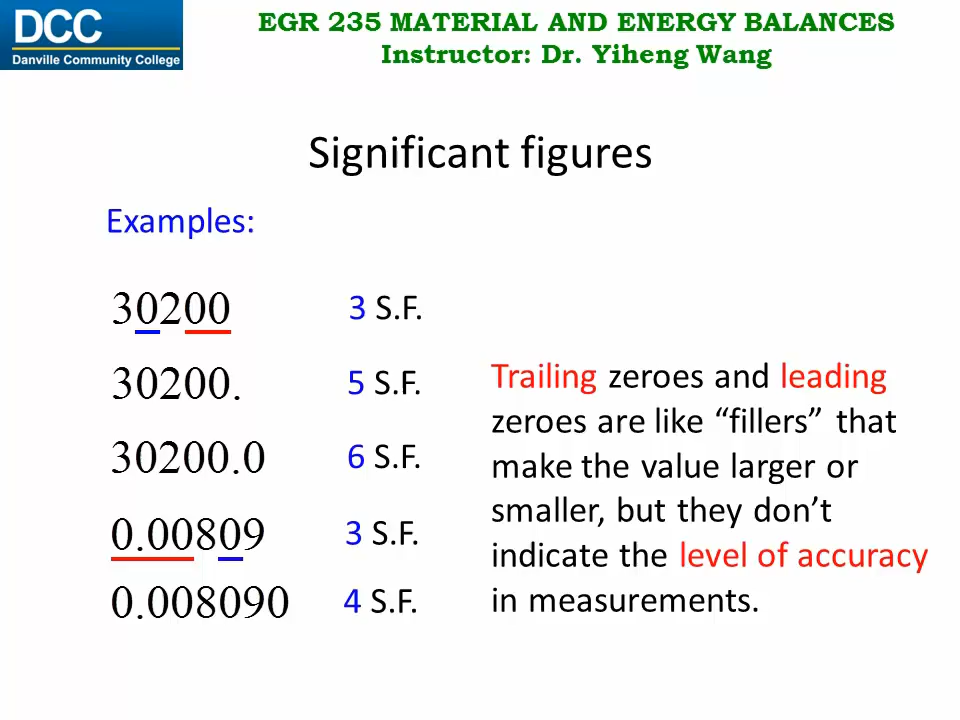 DCC
Danville Community College
EGR 235 MATERIAL AND ENERGY BALANCES
Instructor: Dr. Yiheng Wang
Significant figures
Examples:
30200 3 S.F.
30200. 5 S.F.
30200.0 6 S.F.
0.00809 3 S.F.
0.008090 4 S.F.
Trailing zeroes and leading
zeroes are like “fillers” that
make the value larger or
smaller, but they don’t
indicate the level of accuracy
in measurements.